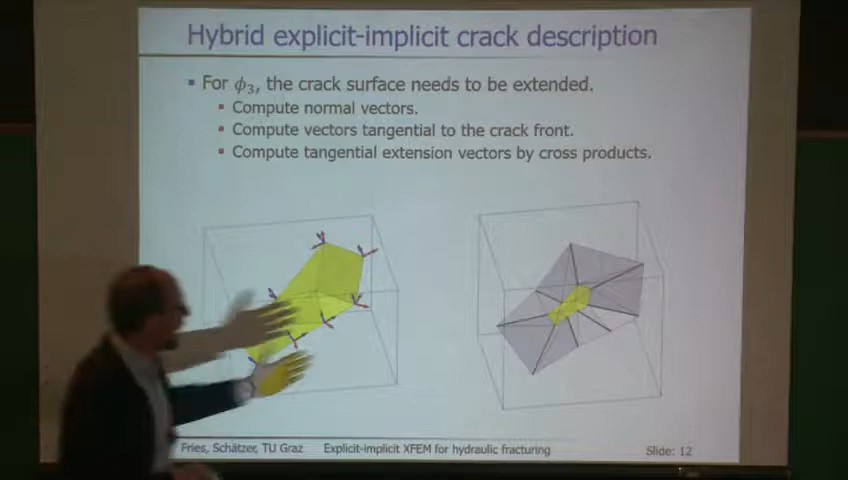 Hybrid explicit-implicit crack description
▪ For ϕ₃, the crack surface needs to be extended.
▪ Compute normal vectors.
▪ Compute vectors tangential to the crack front.
▪ Compute tangential extension vectors by cross products.
Fries, Schätzer, TU Graz Explicit-implicit XFEM for hydraulic fracturing Slide: 12